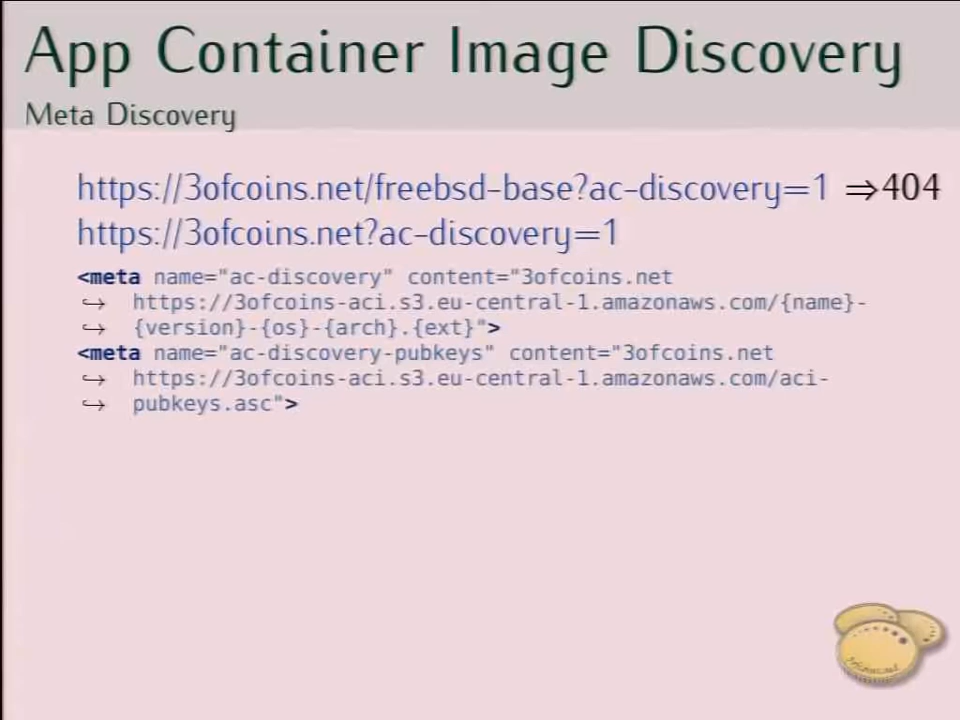 App Container Image Discovery
Meta Discovery
https://3ofcoins.net/freebsd-base?ac-discovery=1 ⇒404
https://3ofcoins.net?ac-discovery=1
<meta name="ac-discovery" content="3ofcoins.net
↪ https://3ofcoins-aci.s3.eu-central-1.amazonaws.com/{name}-
↪ {version}-{os}-{arch}.{ext}">
<meta name="ac-discovery-pubkeys" content="3ofcoins.net
↪ https://3ofcoins-aci.s3.eu-central-1.amazonaws.com/aci-
↪ pubkeys.asc">